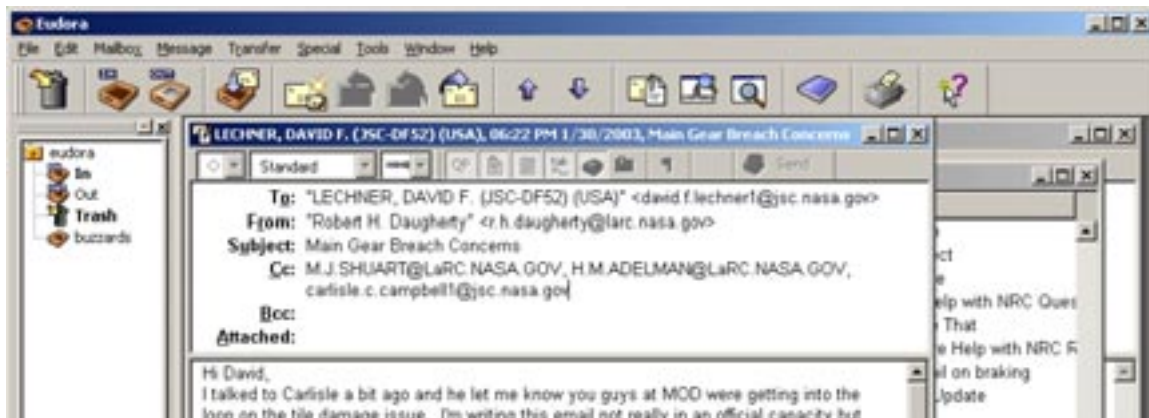 Eudora
File Edit Mailbox Message Transfer Special Tools Window Help
eudora
In
Out
Trash
buzzards
LECHNER, DAVID F. (JSC-DF52) (USA), 06:22 PM 1/30/2003, Main Gear Breach Concerns
Standard
QP
Send
To: "LECHNER, DAVID F. (JSC-DF52) (USA)" <david.f.lechner1@jsc.nasa.gov>
From: "Robert H. Daugherty" <r.h.daugherty@larc.nasa.gov>
Subject: Main Gear Breach Concerns
Cc: M.J.SHUART@LaRC.NASA.GOV, H.M.ADELMAN@LaRC.NASA.GOV,
carlisle.c.campbell1@jsc.nasa.gov
Bcc:
Attached:
Hi David,
I talked to Carlisle a bit ago and he let me know you guys at MOD were getting into the
loop on the tile damage issue. I'm writing this email not really in an official capacity but
ect
elp with NRC Ques
That
e Help with NRC R
il on braking
Update